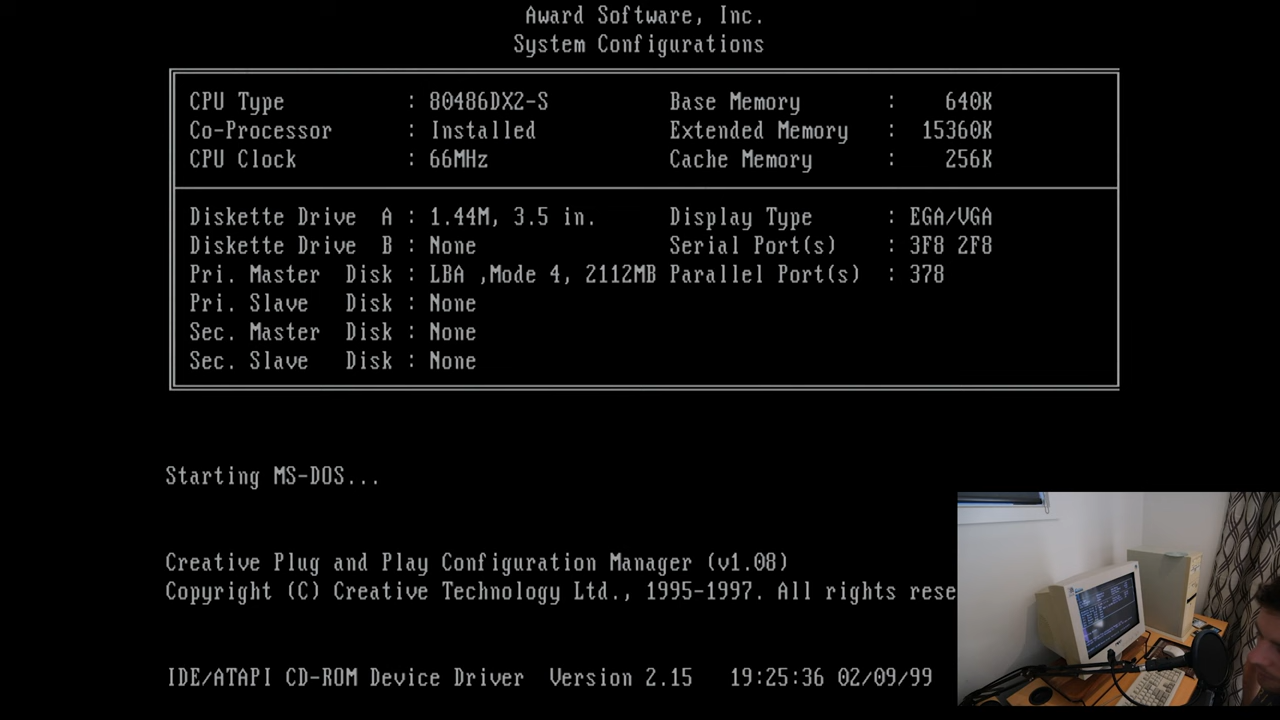 Award Software, Inc.
System Configurations
CPU Type : 80486DX2-S Base Memory : 640K
Co-Processor : Installed Extended Memory : 15360K
CPU Clock : 66MHz Cache Memory : 256K
Diskette Drive A : 1.44M, 3.5 in. Display Type : EGA/VGA
Diskette Drive B : None Serial Port(s) : 3F8 2F8
Pri. Master Disk : LBA ,Mode 4, 2112MB Parallel Port(s) : 378
Pri. Slave Disk : None
Sec. Master Disk : None
Sec. Slave Disk : None
Starting MS-DOS...
Creative Plug and Play Configuration Manager (v1.08)
Copyright (C) Creative Technology Ltd., 1995-1997. All rights rese
IDE/ATAPI CD-ROM Device Driver Version 2.15 19:25:36 02/09/99